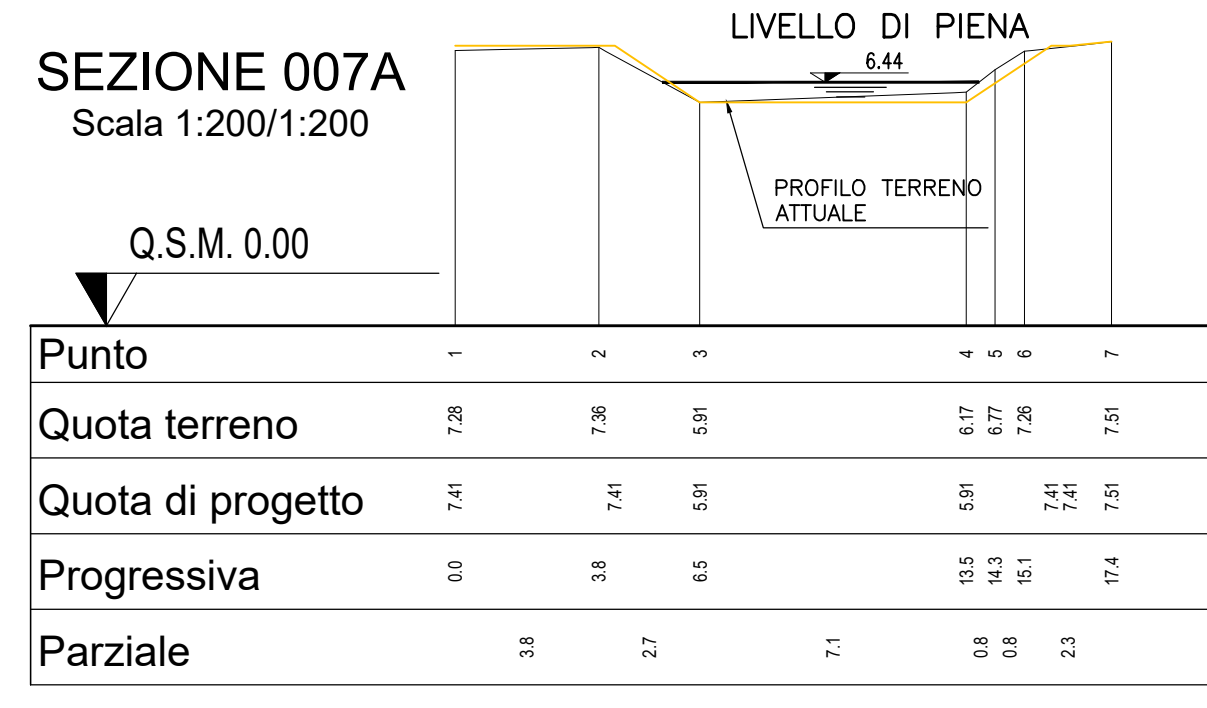 LIVELLO DI PIENA
6.44
SEZIONE 007A
Scala 1:200/1:200
PROFILO TERRENO
ATTUALE
Q.S.M. 0.00
Punto 1 2 3 4 5 6 7
Quota terreno 7.28 7.36 5.91 6.17 6.77 7.26 7.51
Quota di progetto 7.41 7.41 5.91 5.91 7.41 7.41 7.51
Progressiva 0.0 3.8 6.5 13.5 14.3 15.1 17.4
Parziale 3.8 2.7 7.1 0.8 0.8 2.3